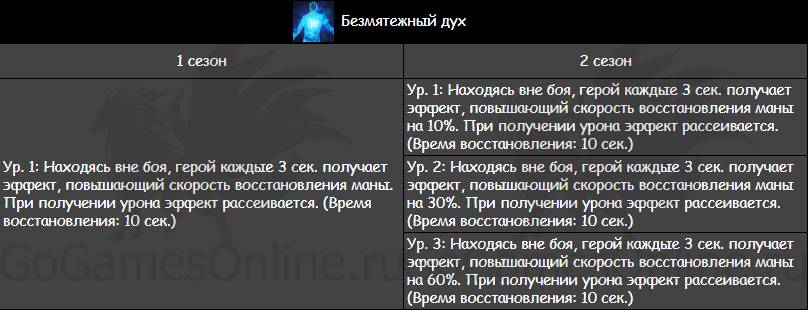 Безмятежный дух
1 сезон
2 сезон
Ур. 1: Находясь вне боя, герой каждые 3 сек. получает
эффект, повышающий скорость восстановления маны.
При получении урона эффект рассеивается. (Время
восстановления: 10 сек.)
Ур. 1: Находясь вне боя, герой каждые 3 сек. получает
эффект, повышающий скорость восстановления маны
на 10%. При получении урона эффект рассеивается.
(Время восстановления: 10 сек.)
Ур. 2: Находясь вне боя, герой каждые 3 сек. получает
эффект, повышающий скорость восстановления маны
на 30%. При получении урона эффект рассеивается.
(Время восстановления: 10 сек.)
Ур. 3: Находясь вне боя, герой каждые 3 сек. получает
эффект, повышающий скорость восстановления маны
на 60%. При получении урона эффект рассеивается.
(Время восстановления: 10 сек.)
GoGamesOnline.ru